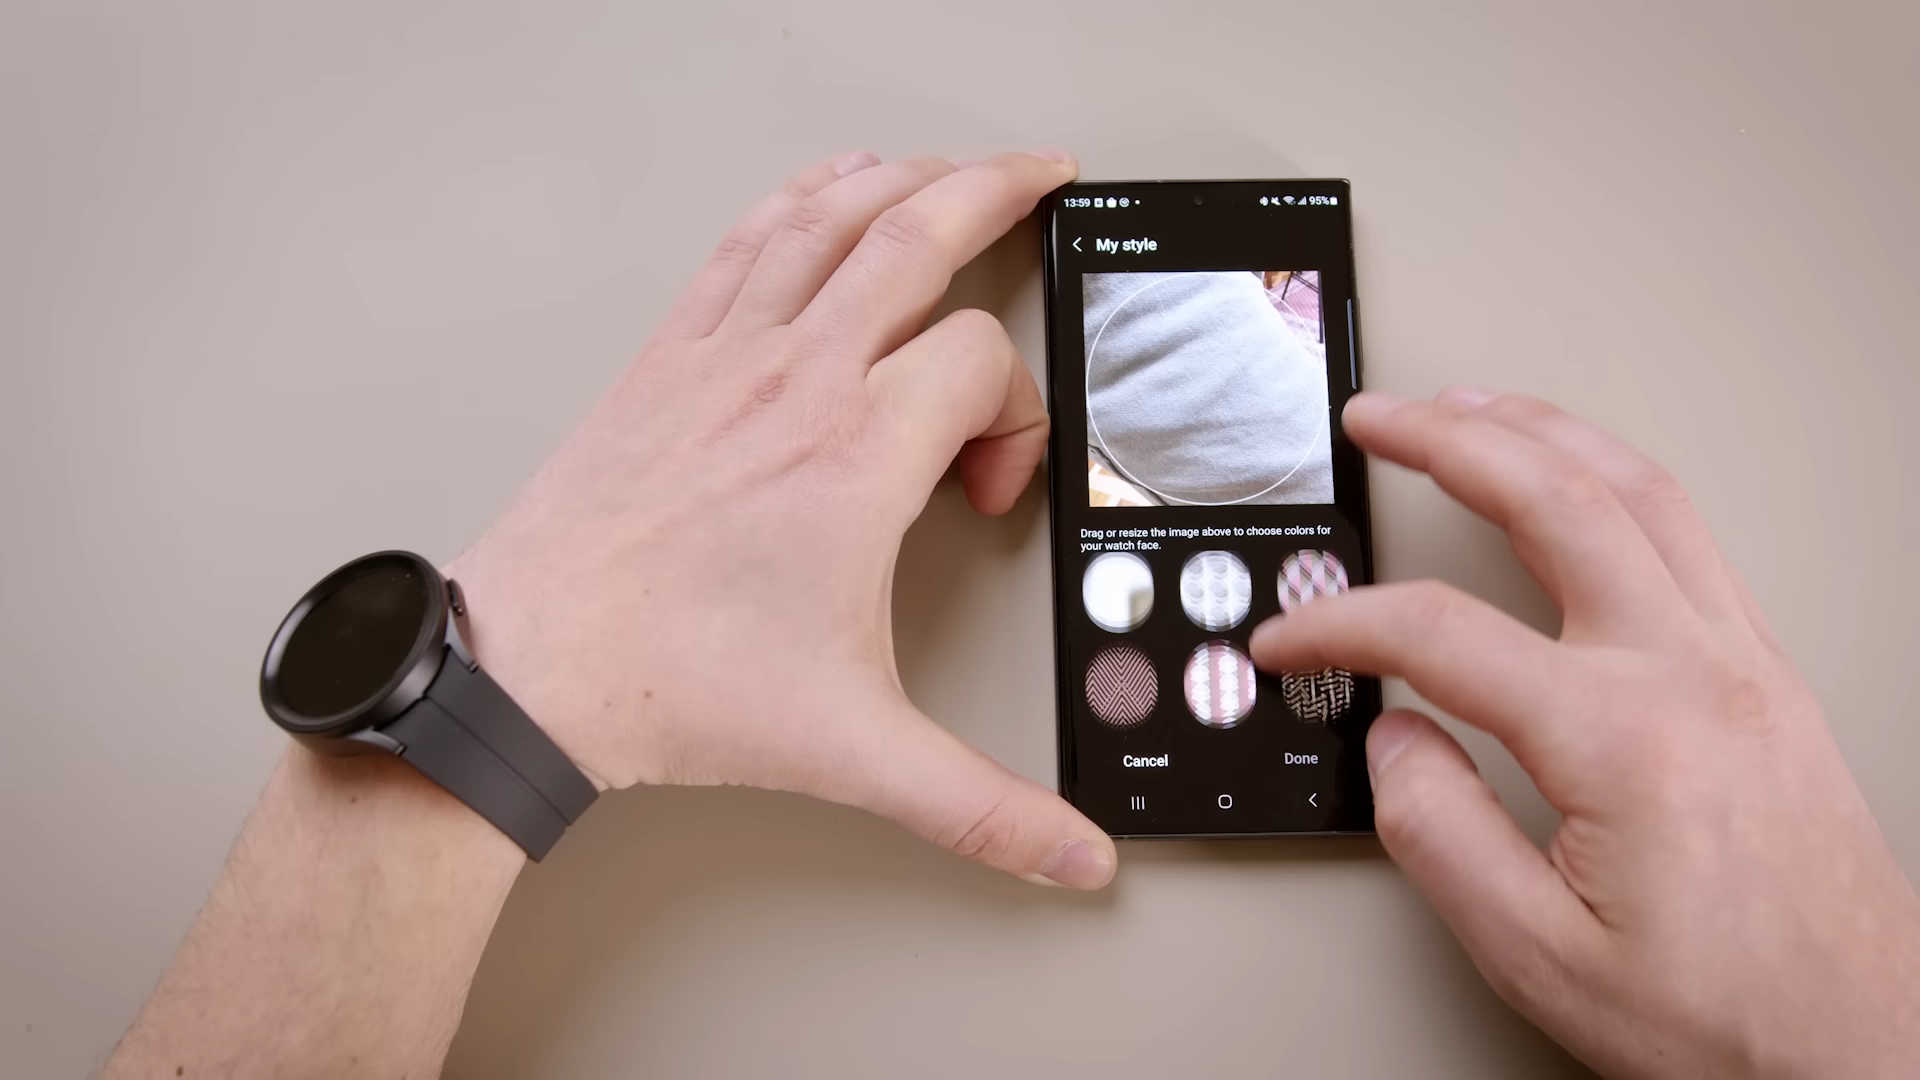 13:59
95%
My style
Drag or resize the image above to choose colors for
your watch face.
Cancel
Done